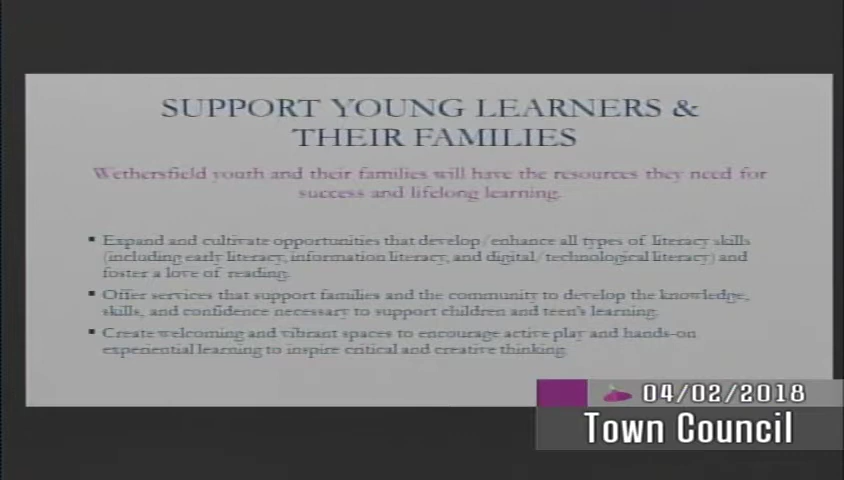 SUPPORT YOUNG LEARNERS &
THEIR FAMILIES
Wethersfield youth and their families will have the resources they need for
success and lifelong learning.
▪ Expand and cultivate opportunities that develop/enhance all types of literacy skills
(including early literacy, information literacy, and digital/technological literacy) and
foster a love of reading.
▪ Offer services that support families and the community to develop the knowledge,
skills, and confidence necessary to support children and teen's learning.
▪ Create welcoming and vibrant spaces to encourage active play and hands-on
experiential learning to inspire critical and creative thinking.
04/02/2018
Town Council